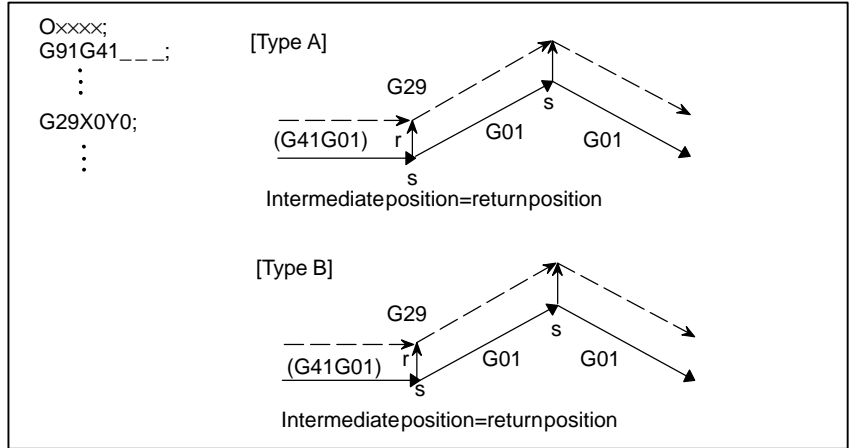 O××××;
G91G41_ _ _;
G29X0Y0;
[Type A]
G29
s
(G41G01)
r
G01
G01
s
Intermediateposition=returnposition
[Type B]
G29
s
(G41G01)
r
G01
G01
s
Intermediateposition=returnposition